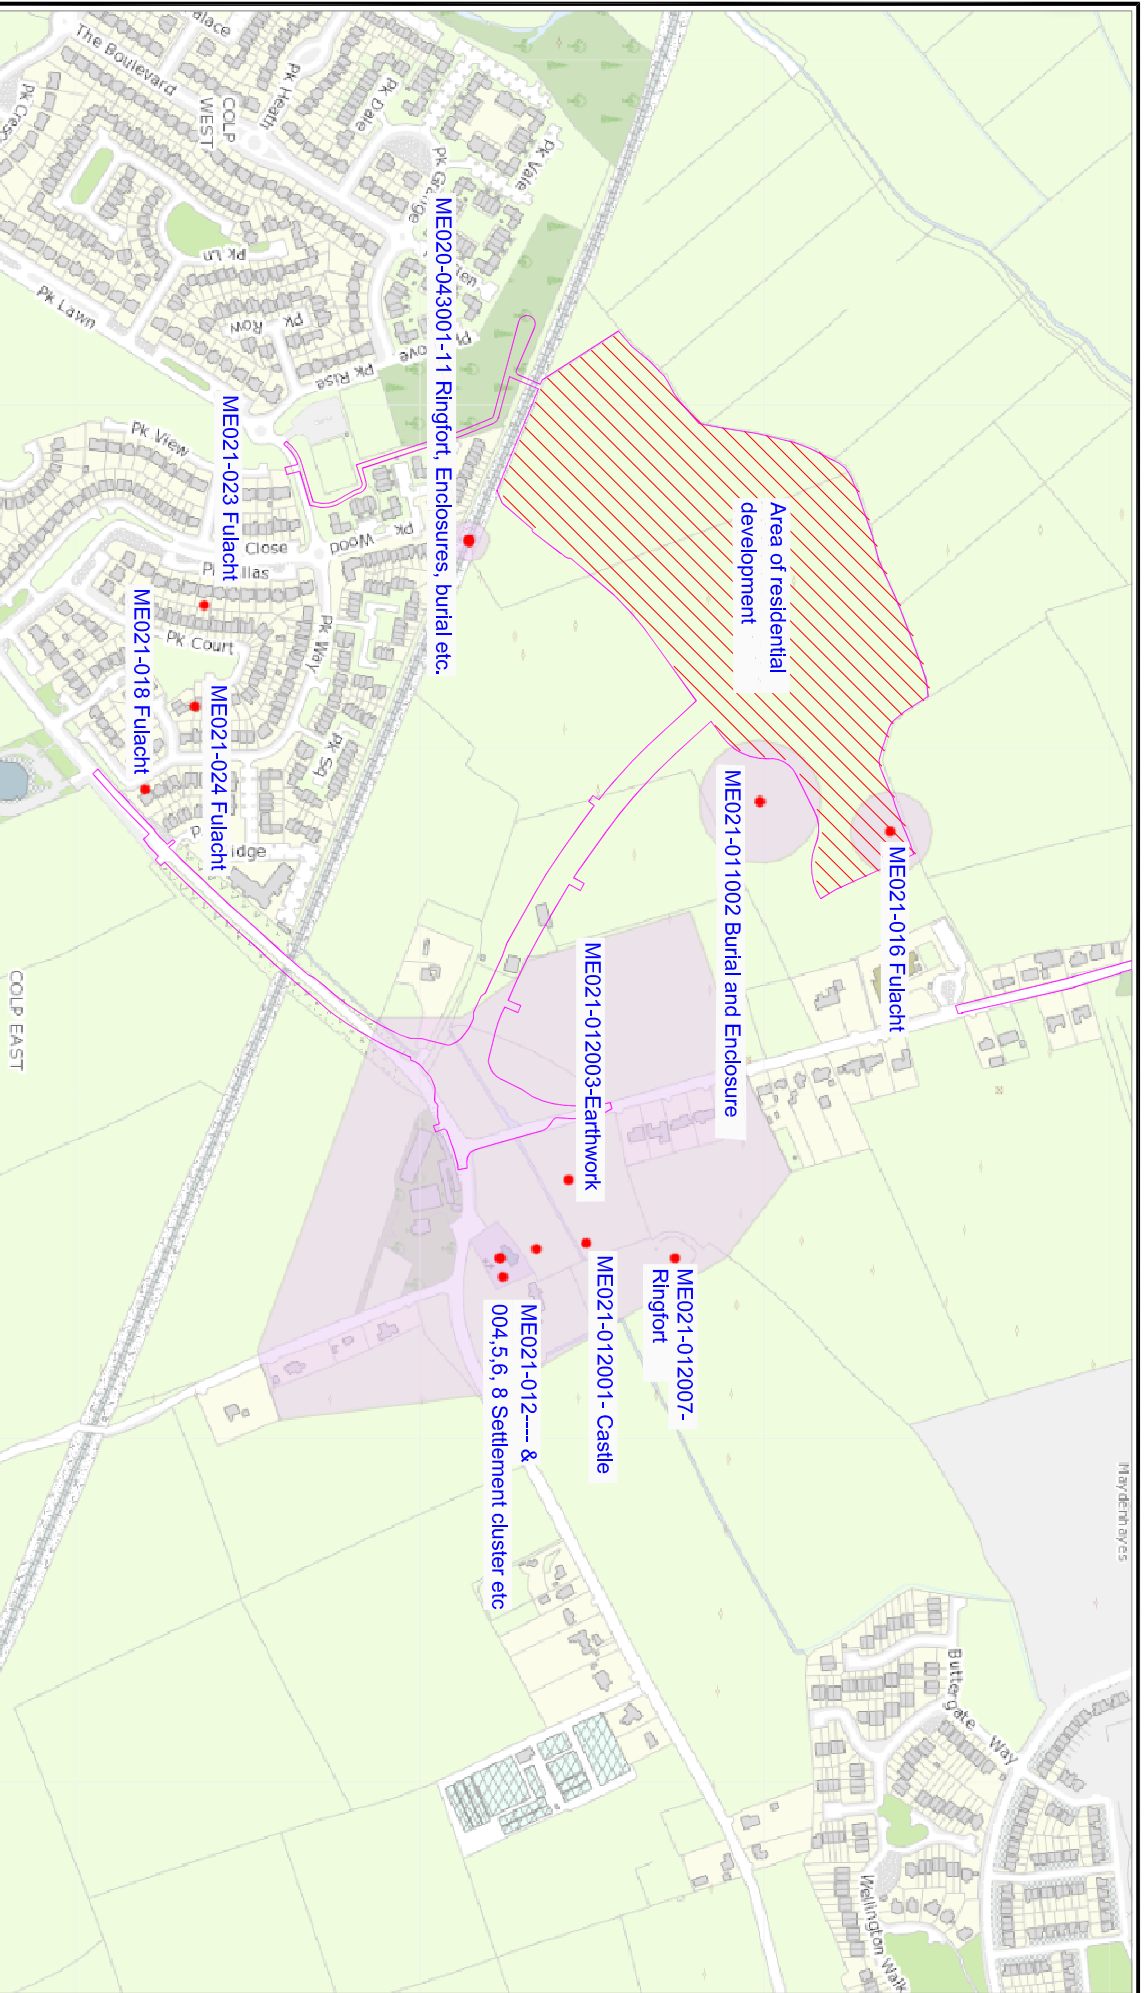 The Boulevard
COLP
WEST
Pk Heath
Pk Dale
Pk Vale
Pk Ln
Pk Lawn
Pk
Row
Pk Rise
Pk View
Close
Pk Wood
Pk Court
Pk Way
Pk Sq
ME020-043001-11 Ringfort, Enclosures, burial etc.
ME021-023 Fulacht
ME021-018 Fulacht
ME021-024 Fulacht
Area of residential
development
ME021-016 Fulacht
ME021-011002 Burial and Enclosure
ME021-012003-Earthwork
ME021-012007-
Ringfort
ME021-012001- Castle
ME021-012---- &
004,5,6, 8 Settlement cluster etc
COLP EAST
Maydenhayes
Buttergate Way
Wellington Walk